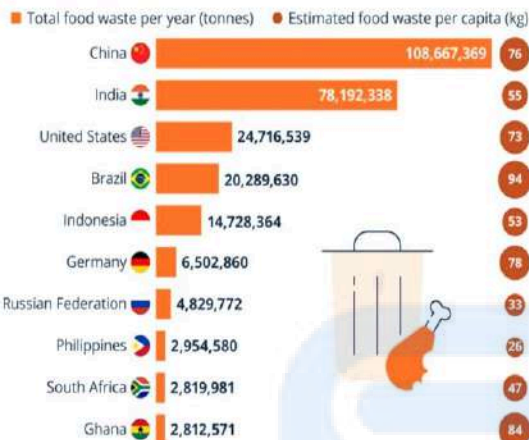 Total food waste per year (tonnes) Estimated food waste per capita (kg)
China 108,667,369 76
India 78,192,338 55
United States 24,716,539 73
Brazil 20,289,630 94
Indonesia 14,728,364 53
Germany 6,502,860 78
Russian Federation 4,829,772 33
Philippines 2,954,580 26
South Africa 2,819,981 47
Ghana 2,812,571 84